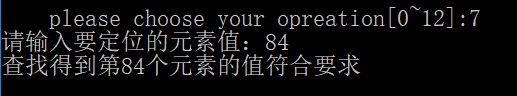 please choose your opreation[0~12]:7
请输入要定位的元素值：84
查找得到第84个元素的值符合要求